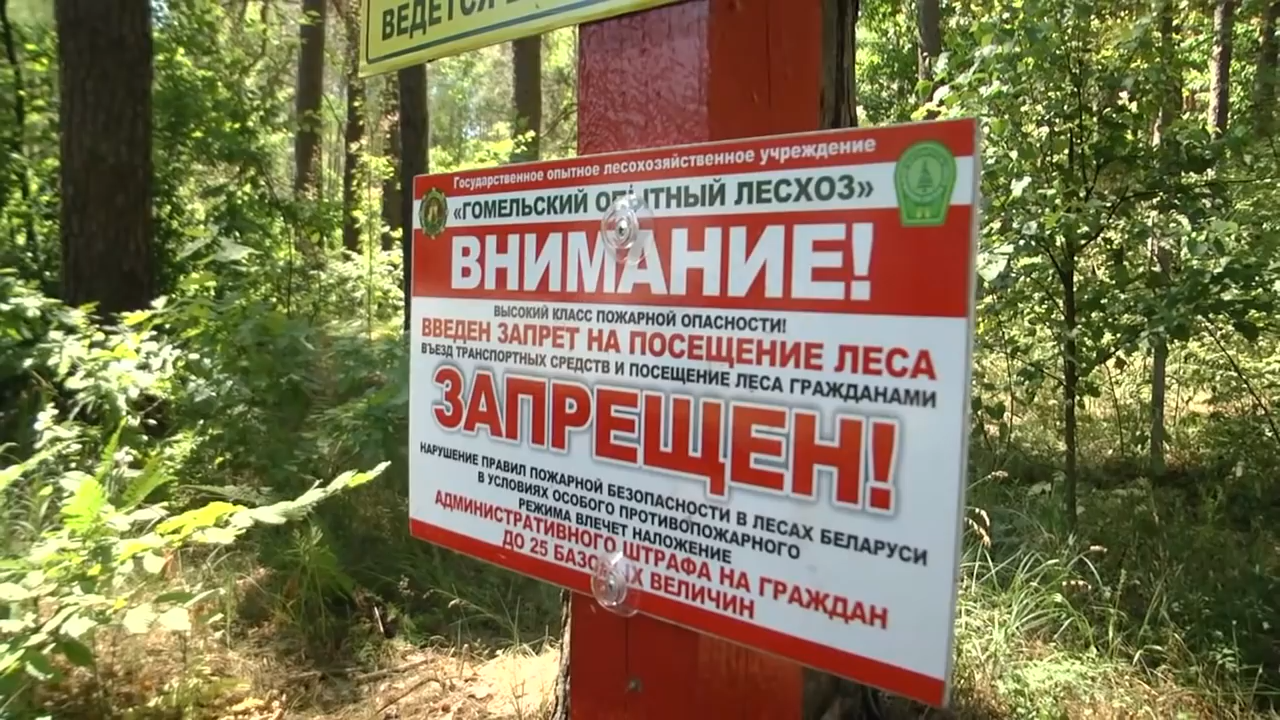 ВЕДЕТСЯ
Государственное опытное лесохозяйственное учреждение
«ГОМЕЛЬСКИЙ ОПЫТНЫЙ ЛЕСХОЗ»
ВНИМАНИЕ!
ВЫСОКИЙ КЛАСС ПОЖАРНОЙ ОПАСНОСТИ!
ВВЕДЕН ЗАПРЕТ НА ПОСЕЩЕНИЕ ЛЕСА
ВЪЕЗД ТРАНСПОРТНЫХ СРЕДСТВ И ПОСЕЩЕНИЕ ЛЕСА ГРАЖДАНАМИ
ЗАПРЕЩЕН!
НАРУШЕНИЕ ПРАВИЛ ПОЖАРНОЙ БЕЗОПАСНОСТИ В ЛЕСАХ БЕЛАРУСИ
В УСЛОВИЯХ ОСОБОГО ПРОТИВОПОЖАРНОГО
РЕЖИМА ВЛЕЧЕТ НАЛОЖЕНИЕ
АДМИНИСТРАТИВНОГО ШТРАФА НА ГРАЖДАН
ДО 25 БАЗОВЫХ ВЕЛИЧИН